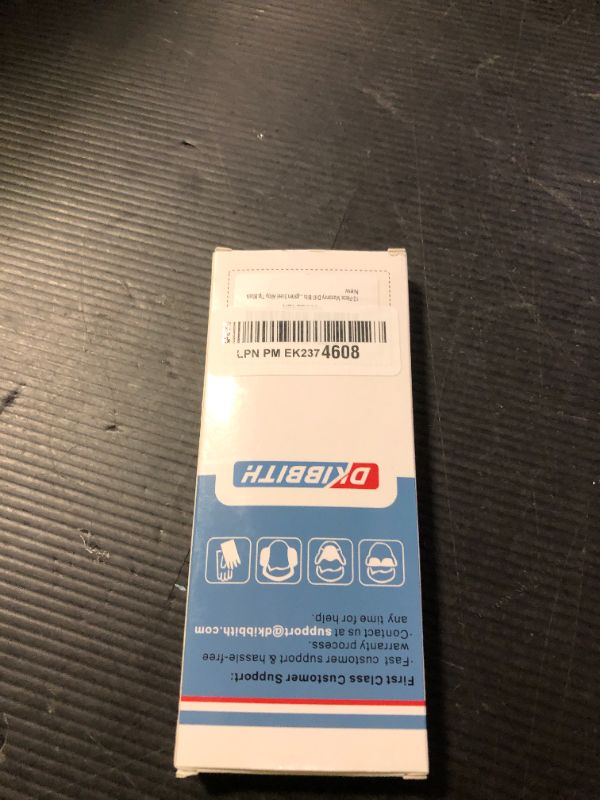 First Class Customer Support:
·Fast customer support & hassle-free
warranty process.
·Contact us at support@dkibbith.com
any time for help.
DKIBBITH
LPN PM EK2374608
New